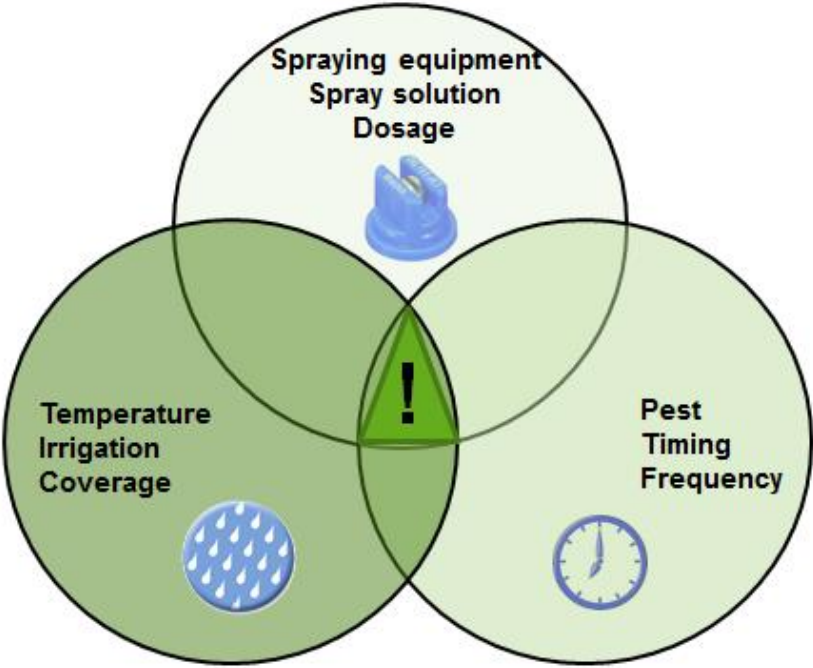 Spraying equipment
Spray solution
Dosage
Temperature
Irrigation
Coverage
!
Pest
Timing
Frequency